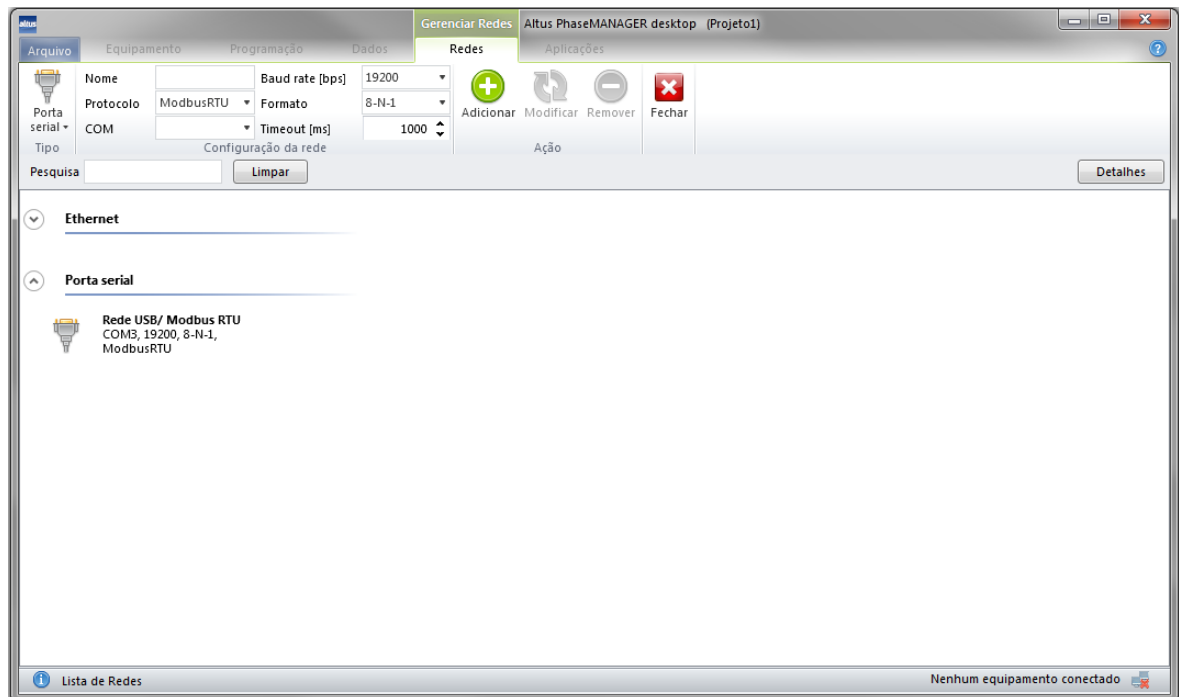 altus
Gerenciar Redes
Altus PhaseMANAGER desktop (Projeto1)
Arquivo
Equipamento
Programação
Dados
Redes
Aplicações
?
Porta
serial
Tipo
Nome
Baud rate [bps]
19200
Protocolo
ModbusRTU
Formato
8-N-1
COM
Timeout [ms]
1000
Configuração da rede
Adicionar
Modificar
Remover
Ação
Fechar
Pesquisa
Limpar
Detalhes
Ethernet
Porta serial
Rede USB/ Modbus RTU
COM3, 19200, 8-N-1,
ModbusRTU
Lista de Redes
Nenhum equipamento conectado